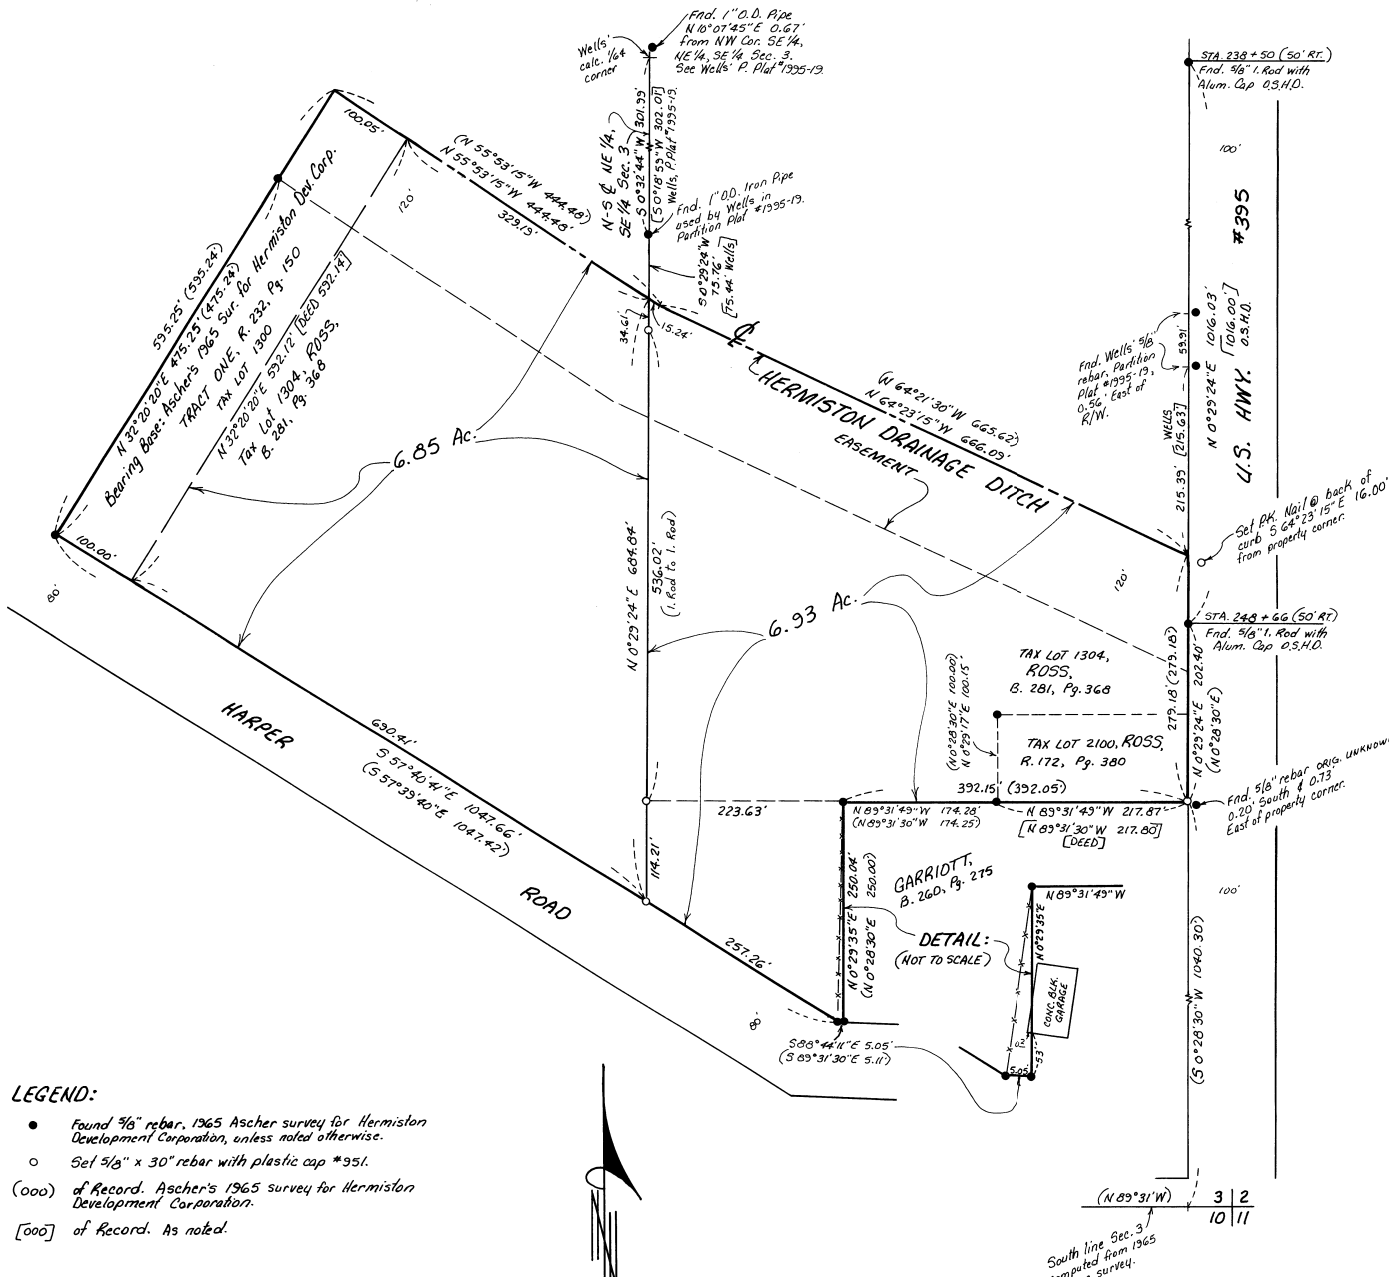 Fnd. 1" O.D. Pipe
N 10°07'45"E 0.67'
from NW Cor. SE 1/4,
NE 1/4, SE 1/4 Sec. 3.
See Wells' P. Plat #1995-19.
Wells'
calc. 1/64
corner
N-S ℄ NE 1/4,
SE 1/4 Sec. 3
S 0°32'44"W 301.99'
[S 0°18'59"W 302.01']
Wells, P. Plat #1995-19.
Fnd. 1" O.D. Iron Pipe
used by Wells in
Partition Plat #1995-19.
S 0°29'24"W
75.76'
[75.44' Wells]
STA. 238+50 (50' RT.)
Fnd. 5/8" I. Rod with
Alum. Cap O.S.H.D.
100'
U.S. HWY. #395
N 0°29'24"E 1016.03'
[1016.00']
O.S.H.D.
59.91'
Fnd. Wells' 5/8"
rebar, Partition
Plat #1995-19,
0.56' East of
R/W.
215.39' [215.63']
WELLS
Set P.K. Nail @ back of
curb S 64°23'15"E 16.00'
from property corner.
STA. 248+66 (50' RT.)
Fnd. 5/8" I. Rod with
Alum. Cap O.S.H.D.
100.05'
(N 55°53'15"W 444.48')
N 55°53'15"W 444.48'
329.19'
120'
34.61'
15.24'
℄
HERMISTON DRAINAGE DITCH
EASEMENT
(N 64°21'30"W 665.62')
N 64°23'15"W 666.09'
120'
595.25' (595.24')
N 32°20'20"E 475.25' (475.24')
Bearing Base: Ascher's 1965 Sur. for Hermiston Dev. Corp.
TRACT ONE, R. 232, Pg. 150
TAX LOT 1300
N 32°20'20"E 592.12' [DEED 592.14']
Tax Lot 1304, ROSS,
B. 281, Pg. 368
6.85 Ac.
6.93 Ac.
100.00'
80'
N 0°29'24"E 684.84'
536.02'
(I. Rod to I. Rod)
HARPER ROAD
690.41'
S 57°40'41"E 1047.66'
(S 57°39'40"E 1047.42')
114.21'
257.26'
80'
223.63'
TAX LOT 1304,
ROSS,
B. 281, Pg. 368
(N 0°28'30"E 100.00')
N 0°29'17"E 100.15'
TAX LOT 2100, ROSS,
R. 172, Pg. 380
279.18' (279.18')
N 0°29'24"E 202.40'
(N 0°28'30"E)
392.15' (392.05')
N 89°31'49"W 174.28'
(N 89°31'30"W 174.25')
N 89°31'49"W 217.87'
[N 89°31'30"W 217.80']
[DEED]
Fnd. 5/8" rebar ORIG. UNKNOWN
0.20' South & 0.73'
East of property corner.
N 0°29'35"E 250.04'
(N 0°28'30"E 250.00')
GARRIOTT,
B. 260, Pg. 275
DETAIL:
(NOT TO SCALE)
N 89°31'49"W
N 0°29'35"E
CONC. BLK.
GARAGE
0.2'
53'
5.05'
S 88°44'11"E 5.05'
(S 89°31'30"E 5.11')
100'
(S 0°28'30"W 1040.30')
(N 89°31'W)
3 2
10 11
South line Sec. 3
computed from 1965
survey.
LEGEND:
● Found 5/8" rebar, 1965 Ascher survey for Hermiston
Development Corporation, unless noted otherwise.
○ Set 5/8" x 30" rebar with plastic cap #951.
(000) of Record. Ascher's 1965 survey for Hermiston
Development Corporation.
[000] of Record. As noted.
N